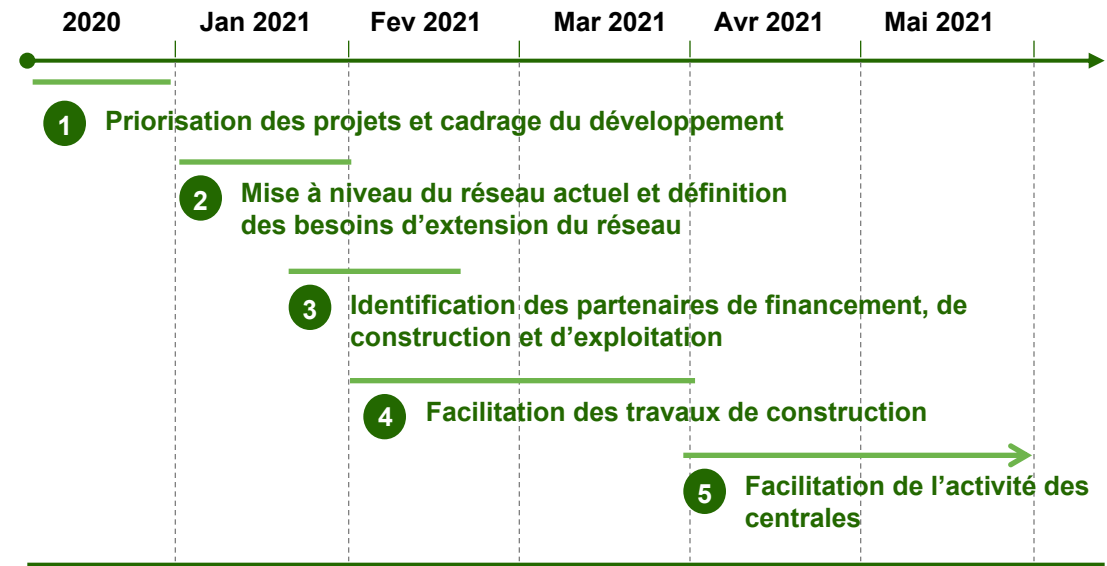 2020 Jan 2021 Fev 2021 Mar 2021 Avr 2021 Mai 2021
1 Priorisation des projets et cadrage du développement
2 Mise à niveau du réseau actuel et définition
des besoins d’extension du réseau
3 Identification des partenaires de financement, de
construction et d’exploitation
4 Facilitation des travaux de construction
5 Facilitation de l’activité des
centrales